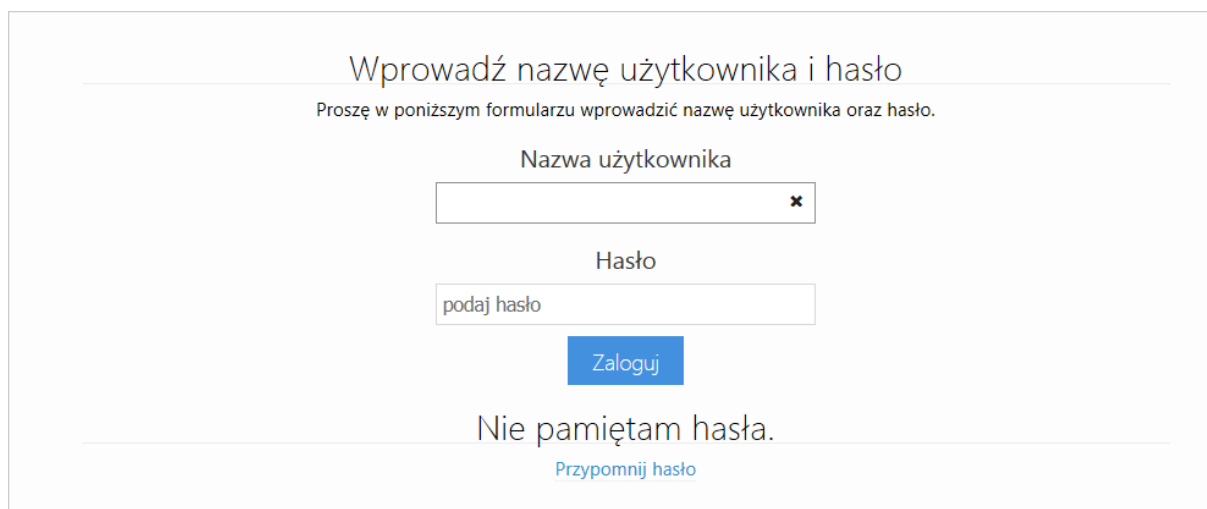 Wprowadź nazwę użytkownika i hasło
Proszę w poniższym formularzu wprowadzić nazwę użytkownika oraz hasło.
Nazwa użytkownika
Hasło
podaj hasło
Zaloguj
Nie pamiętam hasła.
Przypomnij hasło